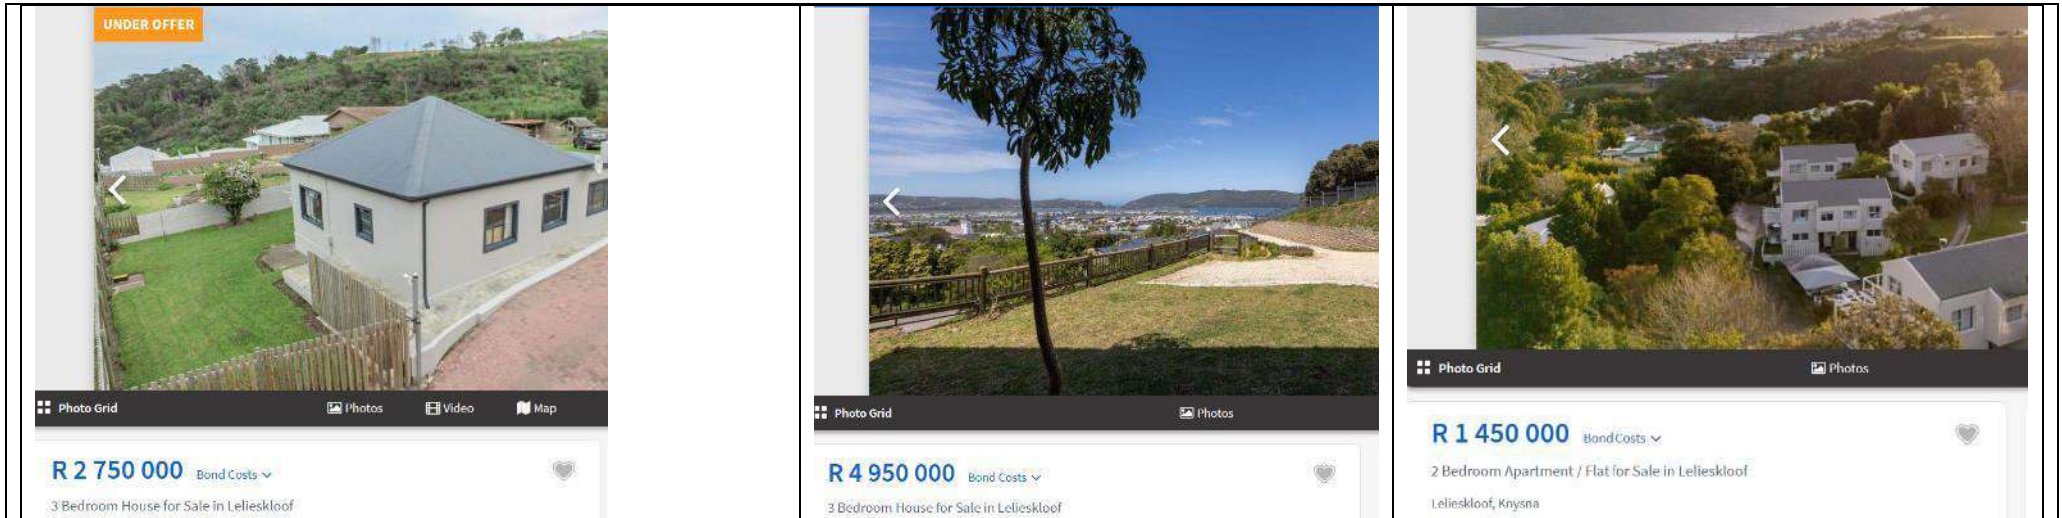 UNDER OFFER
Photo Grid
Photos
Video
Map
R 2 750 000 Bond Costs
3 Bedroom House for Sale in Lelieskloof
Photo Grid
Photos
R 4 950 000 Bond Costs
3 Bedroom House for Sale in Lelieskloof
Photo Grid
Photos
R 1 450 000 Bond Costs
2 Bedroom Apartment / Flat for Sale in Lelieskloof
Lelieskloof, Knysna